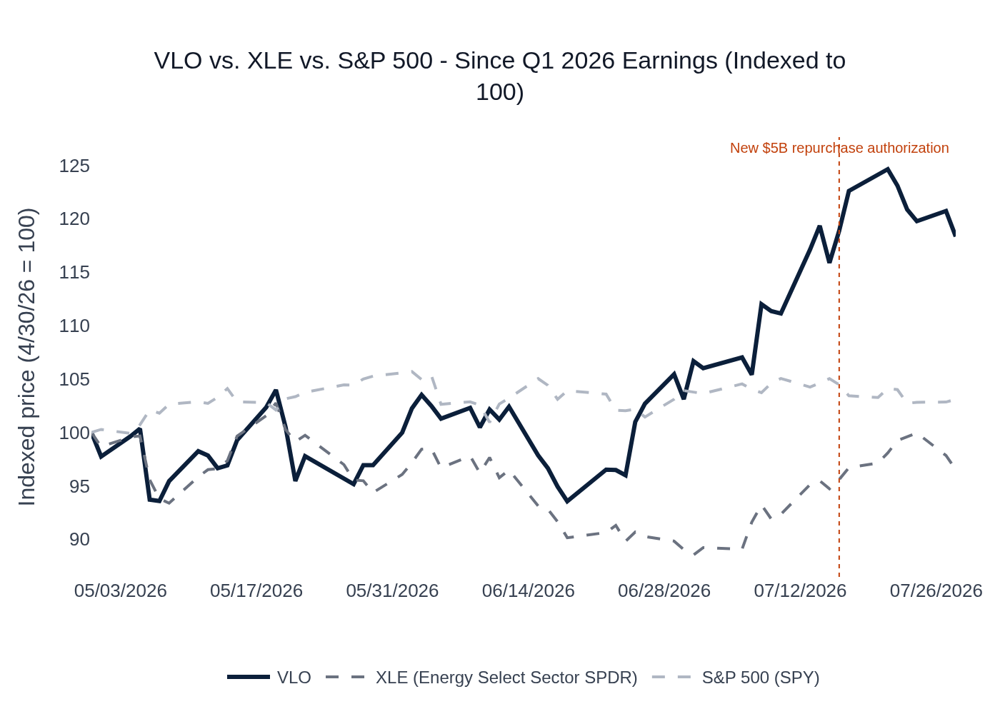 VLO vs. XLE vs. S&P 500 - Since Q1 2026 Earnings (Indexed to
100)
New $5B repurchase authorization
Indexed price (4/30/26 = 100)
125
120
115
110
105
100
95
90
05/03/2026 05/17/2026 05/31/2026 06/14/2026 06/28/2026 07/12/2026 07/26/2026
VLO XLE (Energy Select Sector SPDR) S&P 500 (SPY)